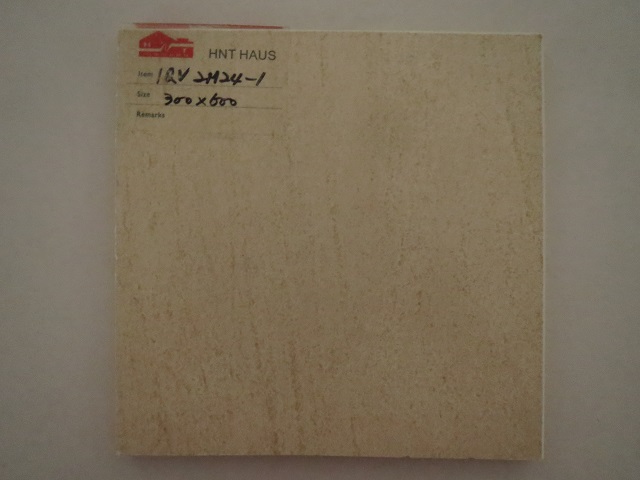 HNT HAUS
Item 1QV 2H24-1
Size 300x600
Remarks